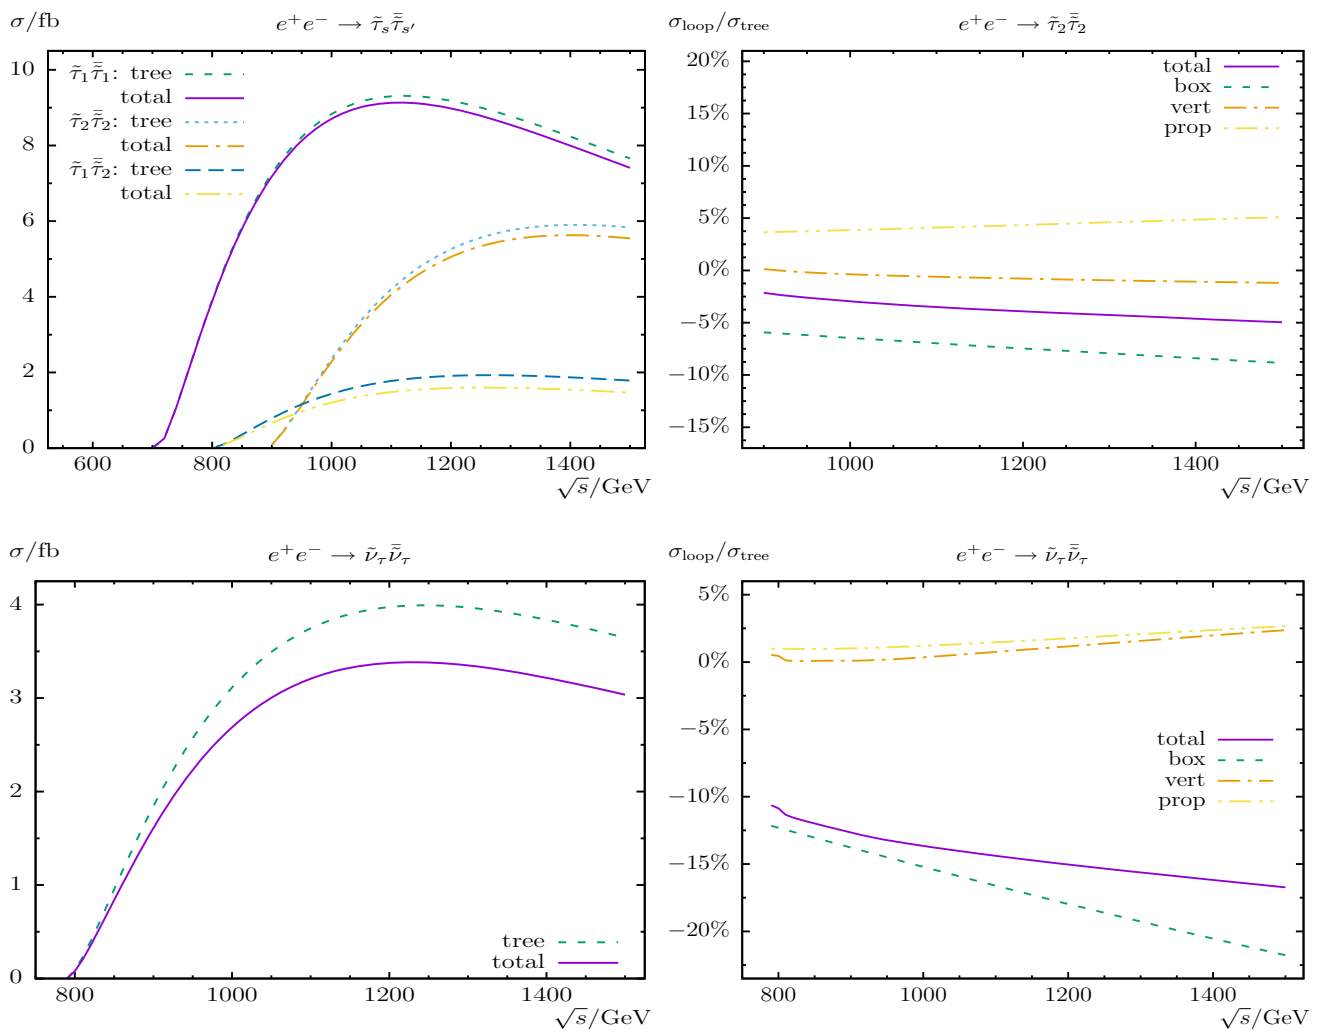 σ/fb
e⁺e⁻ → τ̃ₛτ̃̄ₛ′
10
8
6
4
2
0
τ̃₁τ̃̄₁: tree
total
τ̃₂τ̃̄₂: tree
total
τ̃₁τ̃̄₂: tree
total
600 800 1000 1200 1400
√s/GeV
σloop/σtree
e⁺e⁻ → τ̃₂τ̃̄₂
20%
15%
10%
5%
0%
−5%
−10%
−15%
total
box
vert
prop
1000 1200 1400
√s/GeV
σ/fb
e⁺e⁻ → ν̃_τν̃̄_τ
4
3
2
1
0
tree
total
800 1000 1200 1400
√s/GeV
σloop/σtree
e⁺e⁻ → ν̃_τν̃̄_τ
5%
0%
−5%
−10%
−15%
−20%
total
box
vert
prop
800 1000 1200 1400
√s/GeV